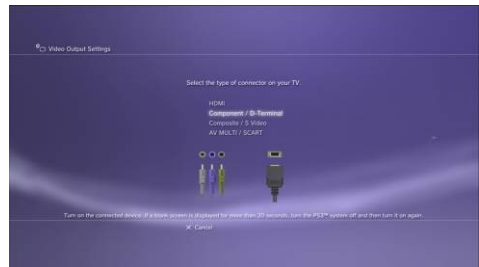 Video Output Settings
Select the type of connector on your TV.
HDMI
Component / D-Terminal
Composite / S Video
AV MULTI / SCART
Turn on the connected device. If a blank screen is displayed for more than 30 seconds, turn the PS3™ system off and then turn it on again.
X Cancel